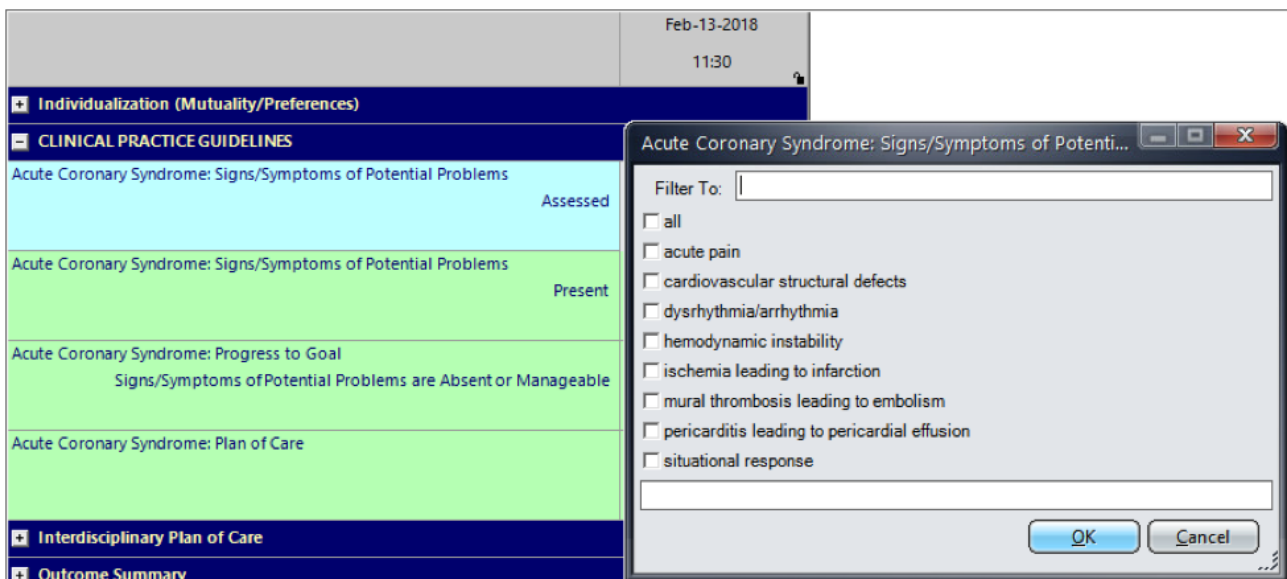 Feb-13-2018
11:30
Individualization (Mutuality/Preferences)
CLINICAL PRACTICE GUIDELINES
Acute Coronary Syndrome: Signs/Symptoms of Potential Problems
Assessed
Acute Coronary Syndrome: Signs/Symptoms of Potential Problems
Present
Acute Coronary Syndrome: Progress to Goal
Signs/Symptoms of Potential Problems are Absent or Manageable
Acute Coronary Syndrome: Plan of Care
Interdisciplinary Plan of Care
Outcome Summary
Acute Coronary Syndrome: Signs/Symptoms of Potenti...
Filter To:
all
acute pain
cardiovascular structural defects
dysrhythmia/arrhythmia
hemodynamic instability
ischemia leading to infarction
mural thrombosis leading to embolism
pericarditis leading to pericardial effusion
situational response
OK Cancel